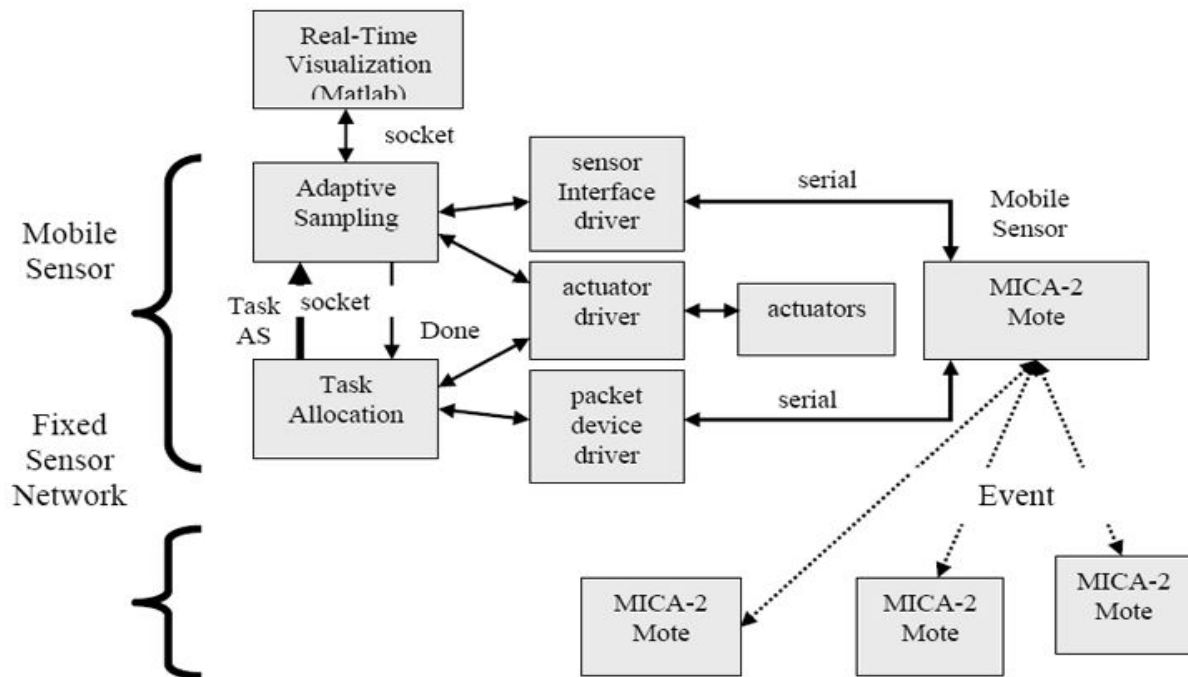 Real-Time
Visualization
(Matlab)
socket
Adaptive
Sampling
sensor
Interface
driver
serial
Mobile
Sensor
Mobile
Sensor
Task
AS
socket
Done
actuator
driver
actuators
MICA-2
Mote
Task
Allocation
packet
device
driver
serial
Fixed
Sensor
Network
Event
MICA-2
Mote
MICA-2
Mote
MICA-2
Mote